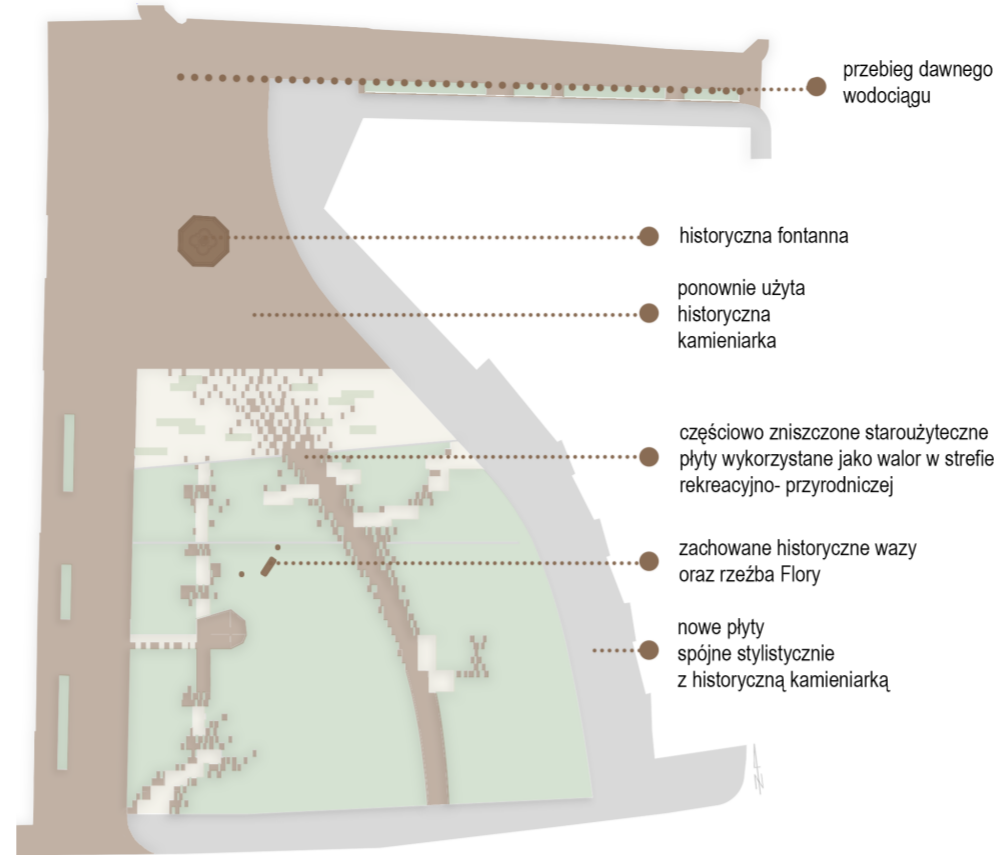 przebieg dawnego
wodociągu
historyczna fontanna
ponownie użyta
historyczna
kamieniarka
częściowo zniszczone staroużyteczne
płyty wykorzystane jako walor w strefie
rekreacyjno- przyrodniczej
zachowane historyczne wazy
oraz rzeźba Flory
nowe płyty
spójne stylistycznie
z historyczną kamieniarką
N